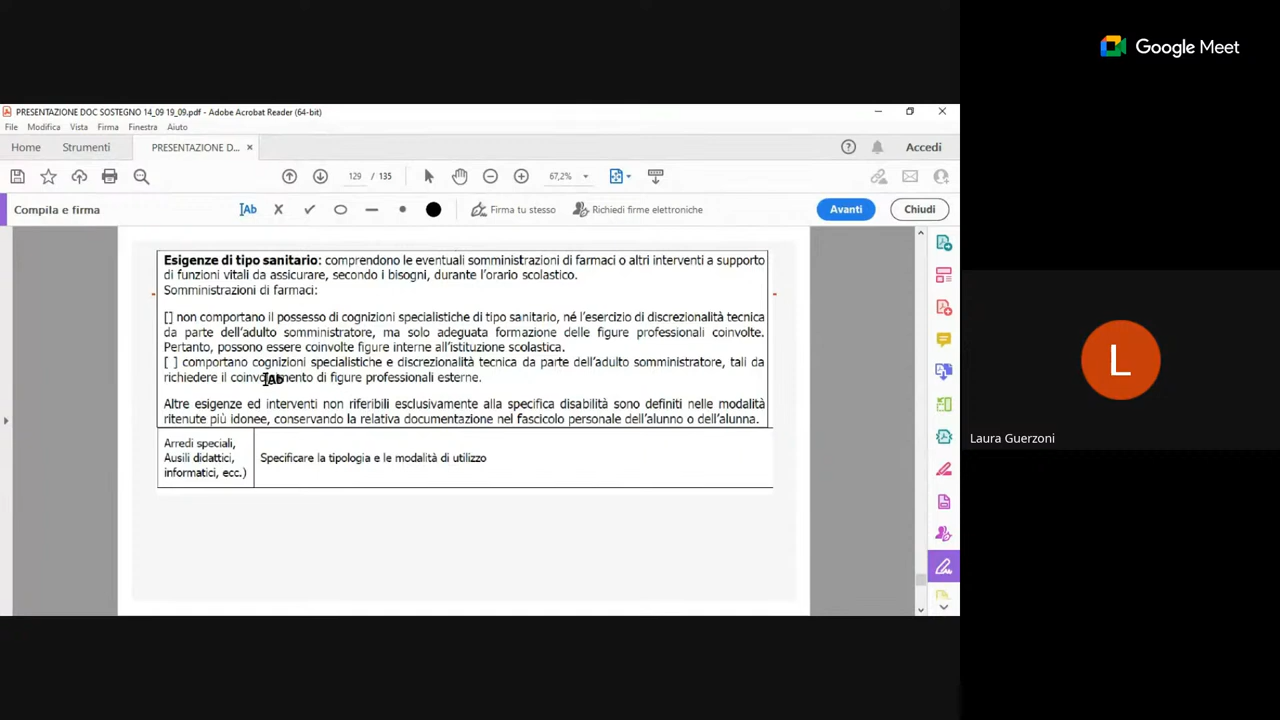 Google Meet
PRESENTAZIONE DOC SOSTEGNO 14_09 19_09.pdf - Adobe Acrobat Reader (64-bit)
File Modifica Vista Firma Finestra Aiuto
Home Strumenti PRESENTAZIONE D... × Accedi
129 / 135 67,2%
Compila e firma Ab Firma tu stesso Richiedi firme elettroniche Avanti Chiudi
Esigenze di tipo sanitario: comprendono le eventuali somministrazioni di farmaci o altri interventi a supporto
di funzioni vitali da assicurare, secondo i bisogni, durante l'orario scolastico.
Somministrazioni di farmaci:
[] non comportano il possesso di cognizioni specialistiche di tipo sanitario, né l'esercizio di discrezionalità tecnica
da parte dell'adulto somministratore, ma solo adeguata formazione delle figure professionali coinvolte.
Pertanto, possono essere coinvolte figure interne all'istituzione scolastica.
[ ] comportano cognizioni specialistiche e discrezionalità tecnica da parte dell'adulto somministratore, tali da
richiedere il coinvolgimento di figure professionali esterne.
Altre esigenze ed interventi non riferibili esclusivamente alla specifica disabilità sono definiti nelle modalità
ritenute più idonee, conservando la relativa documentazione nel fascicolo personale dell'alunno o dell'alunna.
Arredi speciali,
Ausili didattici,
informatici, ecc.)
Specificare la tipologia e le modalità di utilizzo
L
Laura Guerzoni